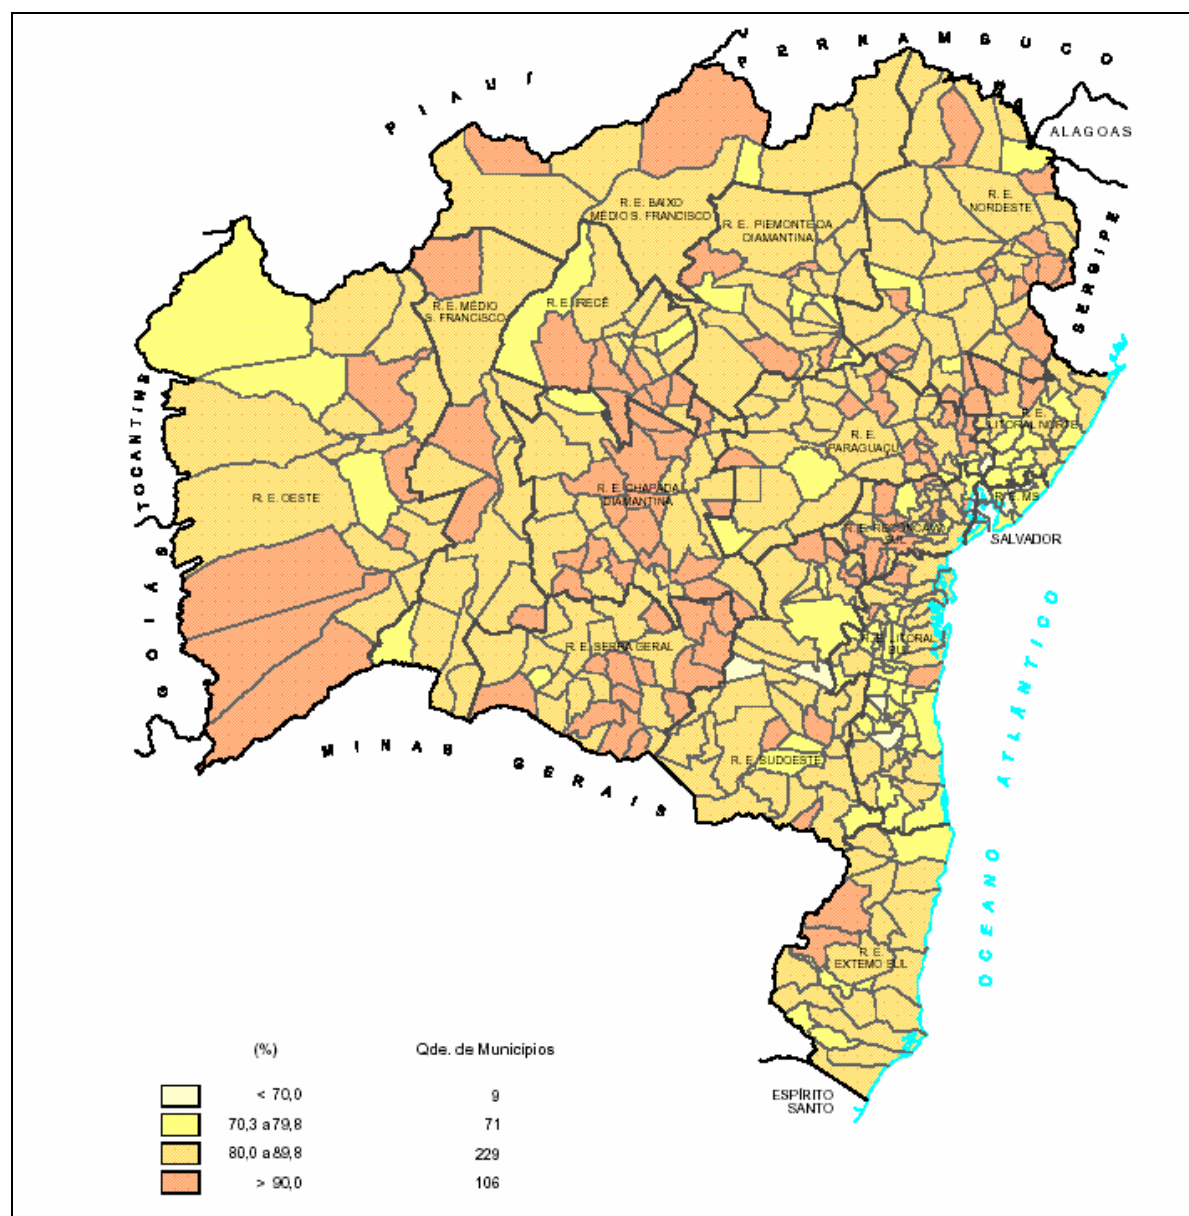 PERNAMBUCO
PIAUÍ
ALAGOAS
R. E. BAIXO
MÉDIO S. FRANCISCO
R. E.
NORDESTE
R. E. PIEMONTE DA
DIAMANTINA
SERGIPE
R. E. MÉDIO
S. FRANCISCO
R. E. IRECÊ
TOCANTINS
R. E.
LITORAL NORTE
R. E.
PARAGUAÇU
R. E. OESTE
R. E. CHAPADA
DIAMANTINA
R. E. MS
R. E. RECÔNCAVO
SUL
SALVADOR
GOIÁS
R. E. LITORAL
SUL
R. E. SERRA GERAL
OCEANO ATLÂNTICO
MINAS GERAIS
R. E. SUDOESTE
R. E.
EXTEMO SUL
(%) Qde. de Municípios
< 70,0 9
70,3 a 79,8 71
80,0 a 89,8 229
> 90,0 106
ESPÍRITO
SANTO